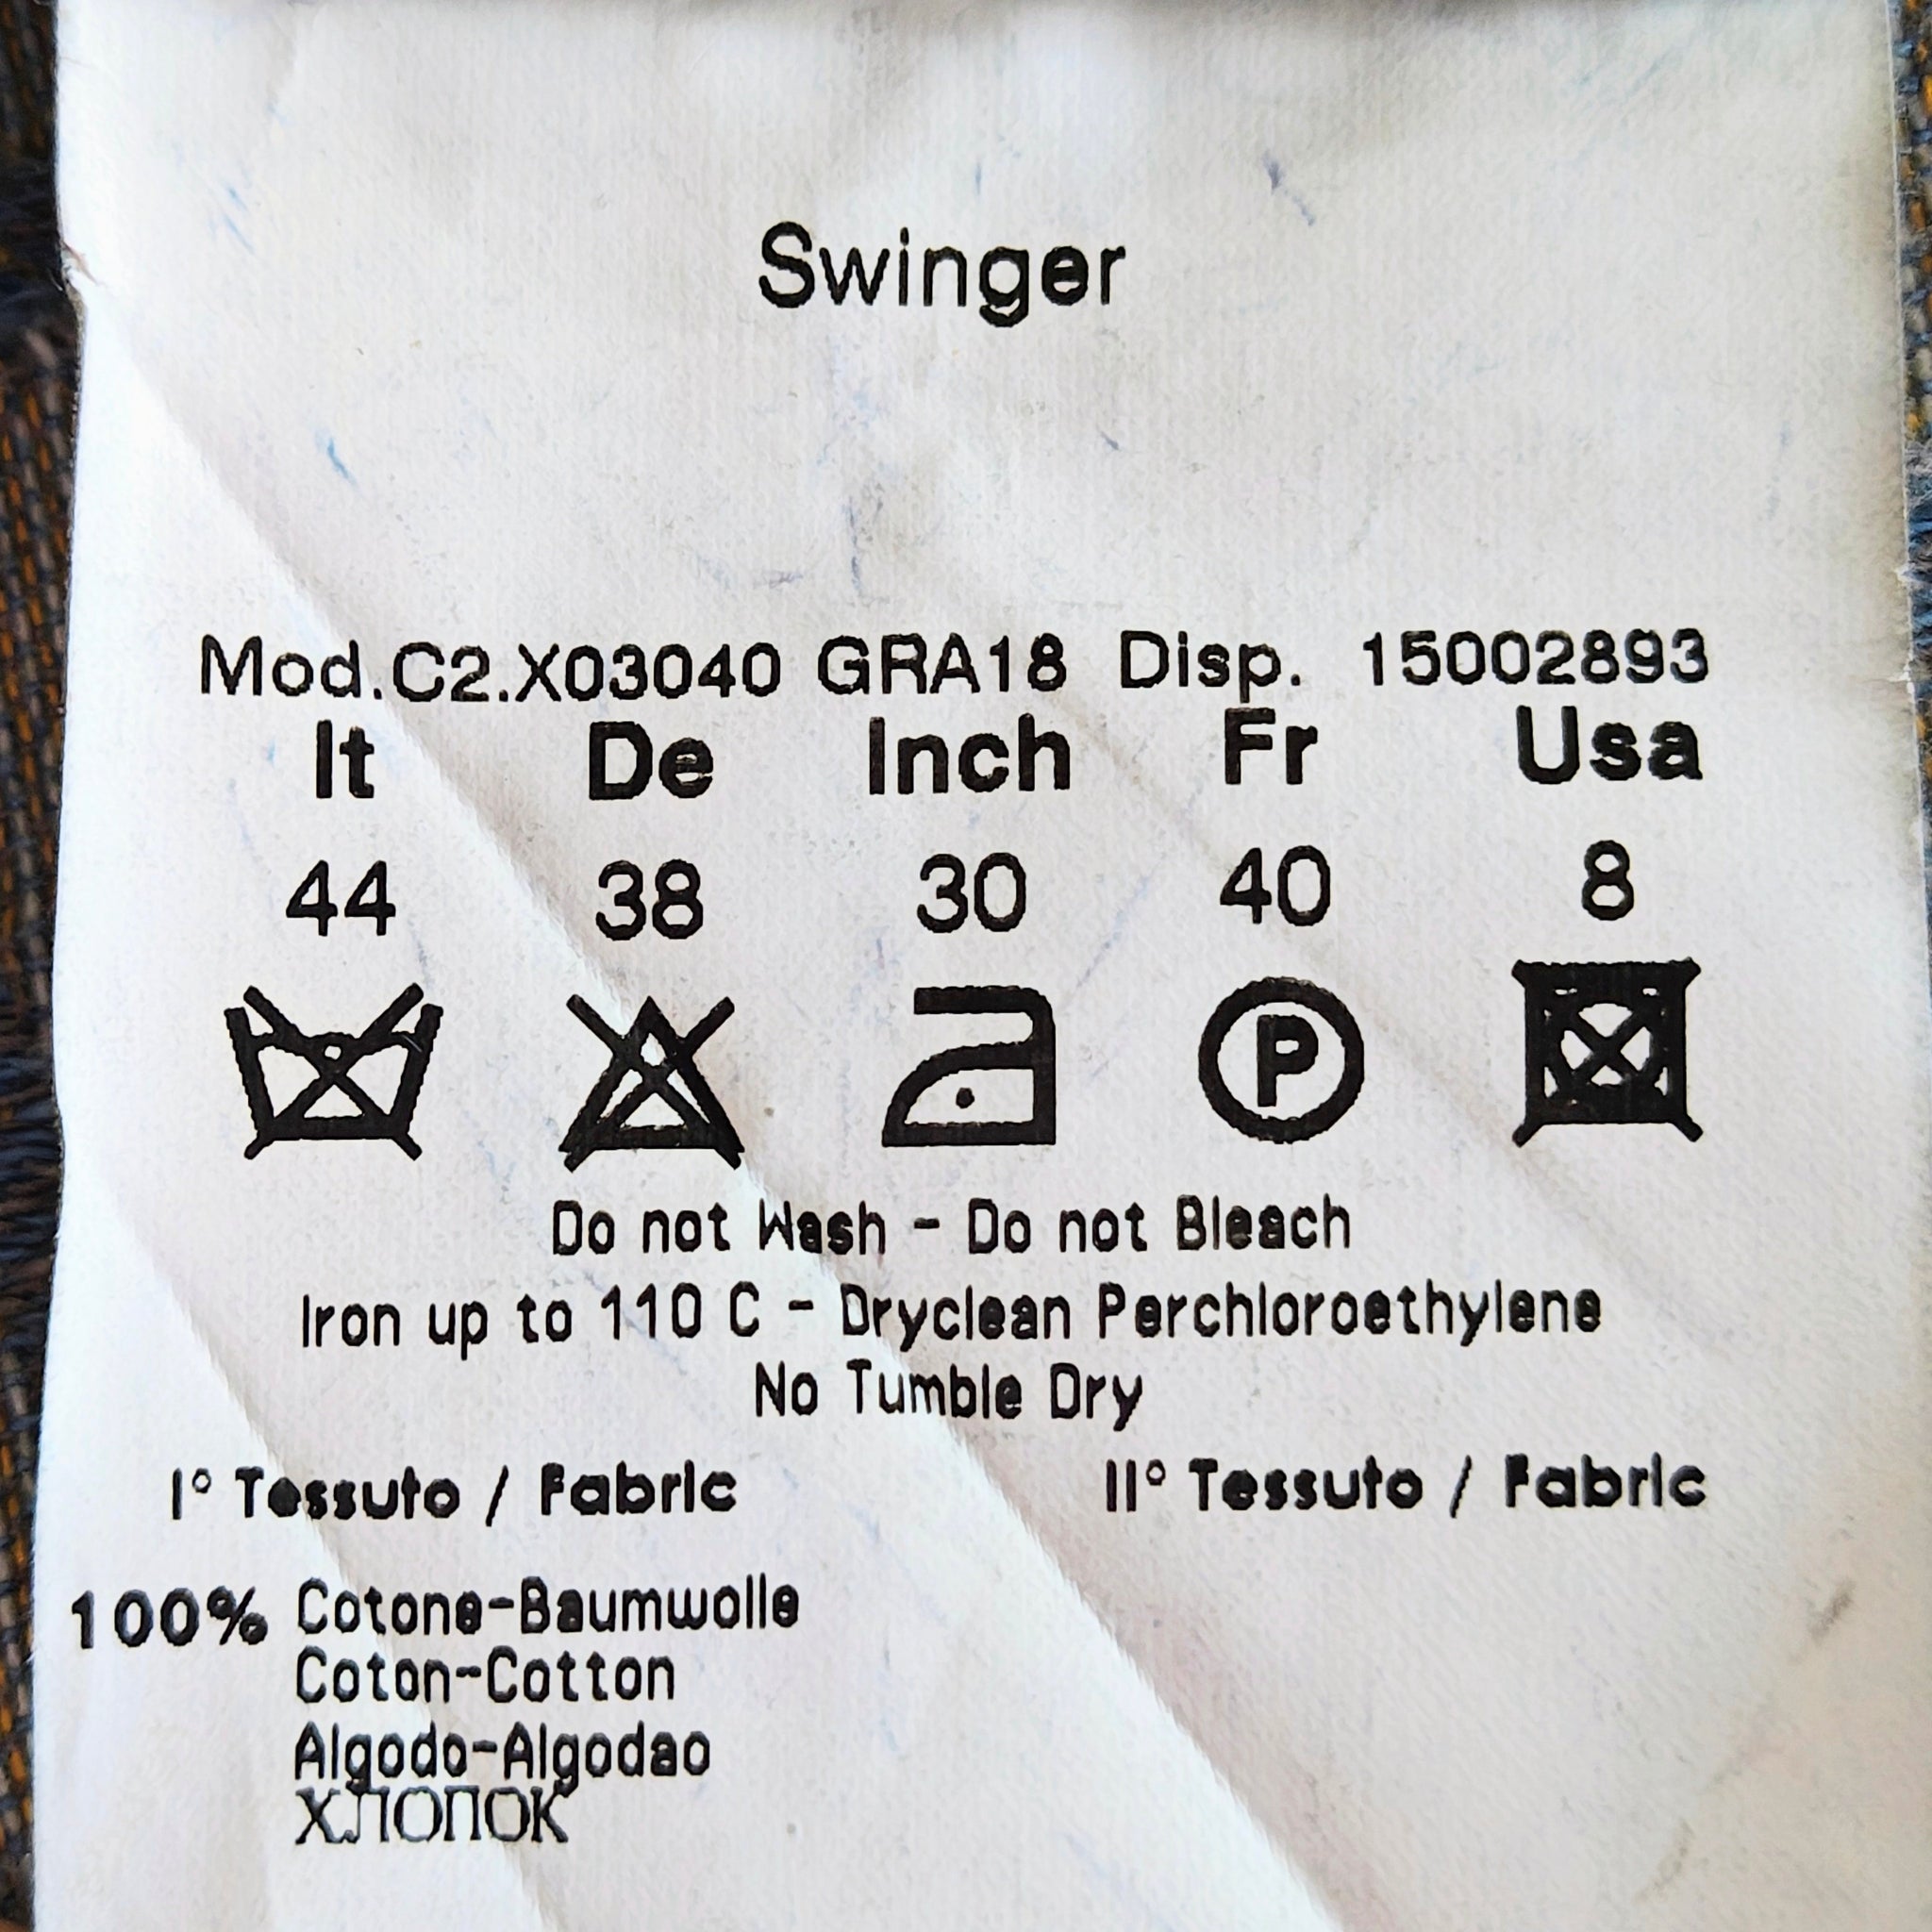 Swinger
Mod.C2.X03040 GRA18 Disp. 15002893
It De Inch Fr Usa
44 38 30 40 8
P
Do not Wash - Do not Bleach
Iron up to 110 C - Dryclean Perchloroethylene
No Tumble Dry
I° Tessuto / Fabric II° Tessuto / Fabric
100% Cotone-Baumwolle
Coton-Cotton
Algodo-Algodao
ХЛОПОК